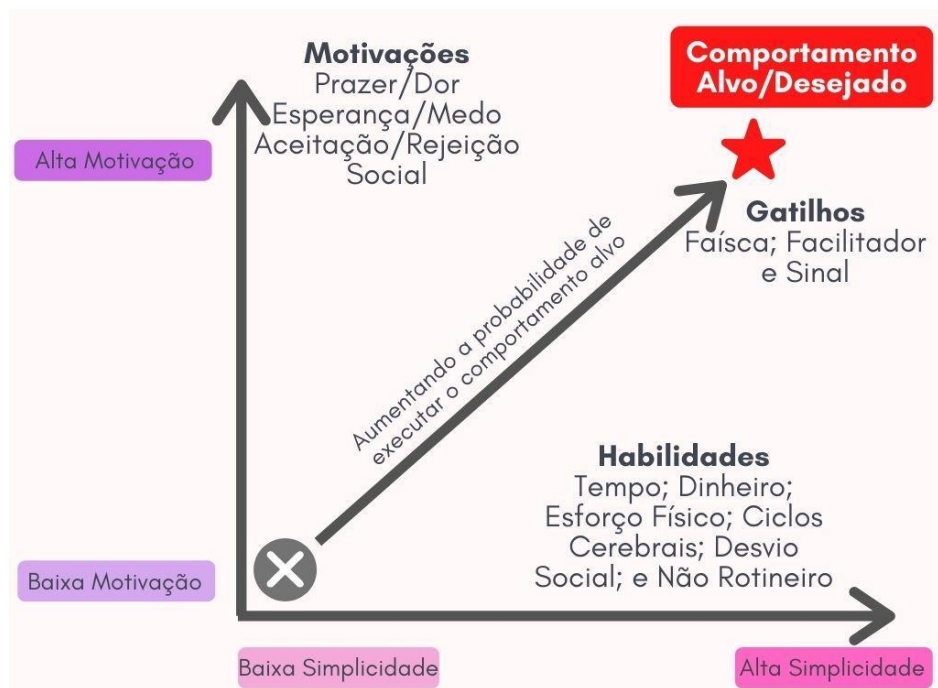 Motivações
Prazer/Dor
Esperança/Medo
Aceitação/Rejeição
Social
Comportamento
Alvo/Desejado
Alta Motivação
Gatilhos
Faísca; Facilitador
e Sinal
Aumentando a probabilidade de
executar o comportamento alvo
Habilidades
Tempo; Dinheiro;
Esforço Físico; Ciclos
Cerebrais; Desvio
Social; e Não Rotineiro
Baixa Motivação
Baixa Simplicidade
Alta Simplicidade